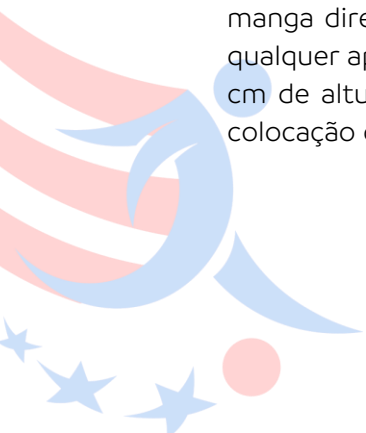 manga dire
qualquer ap
cm de altu
colocação